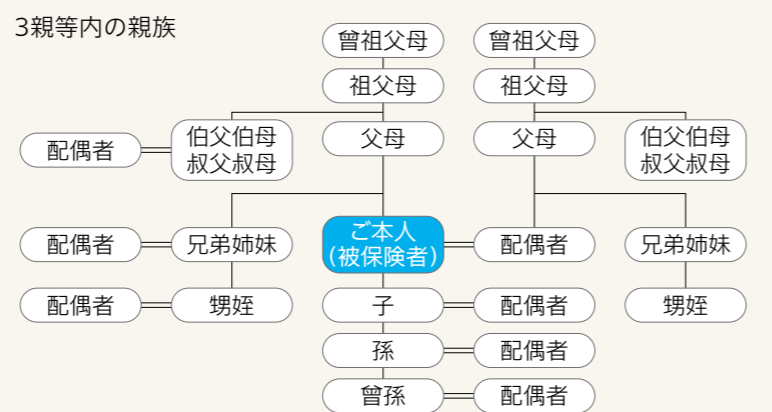 3親等内の親族
曾祖父母
曾祖父母
祖父母
祖父母
配偶者
伯父伯母
叔父叔母
父母
父母
伯父伯母
叔父叔母
配偶者
兄弟姉妹
ご本人
(被保険者)
配偶者
兄弟姉妹
配偶者
甥姪
子
配偶者
甥姪
孫
配偶者
曾孫
配偶者